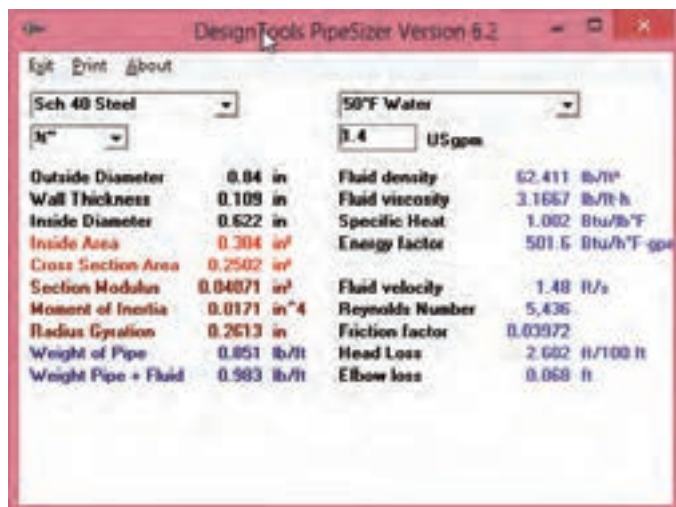 DesignTools PipeSizer Version 6.2
Exit Print About
Sch 40 Steel
50°F Water
½"
1.4 USgpm
Outside Diameter 0.84 in
Wall Thickness 0.109 in
Inside Diameter 0.622 in
Inside Area 0.304 in²
Cross Section Area 0.2502 in²
Section Modulus 0.04071 in³
Moment of Inertia 0.0171 in^4
Radius Gyration 0.2613 in
Weight of Pipe 0.851 lb/ft
Weight Pipe + Fluid 0.983 lb/ft
Fluid density 62.411 lb/ft³
Fluid viscosity 3.1667 lb/ft·h
Specific Heat 1.002 Btu/lb°F
Energy factor 501.6 Btu/h°F·gpm
Fluid velocity 1.48 ft/s
Reynolds Number 5,436
Friction factor 0.03972
Head Loss 2.602 ft/100 ft
Elbow loss 0.068 ft